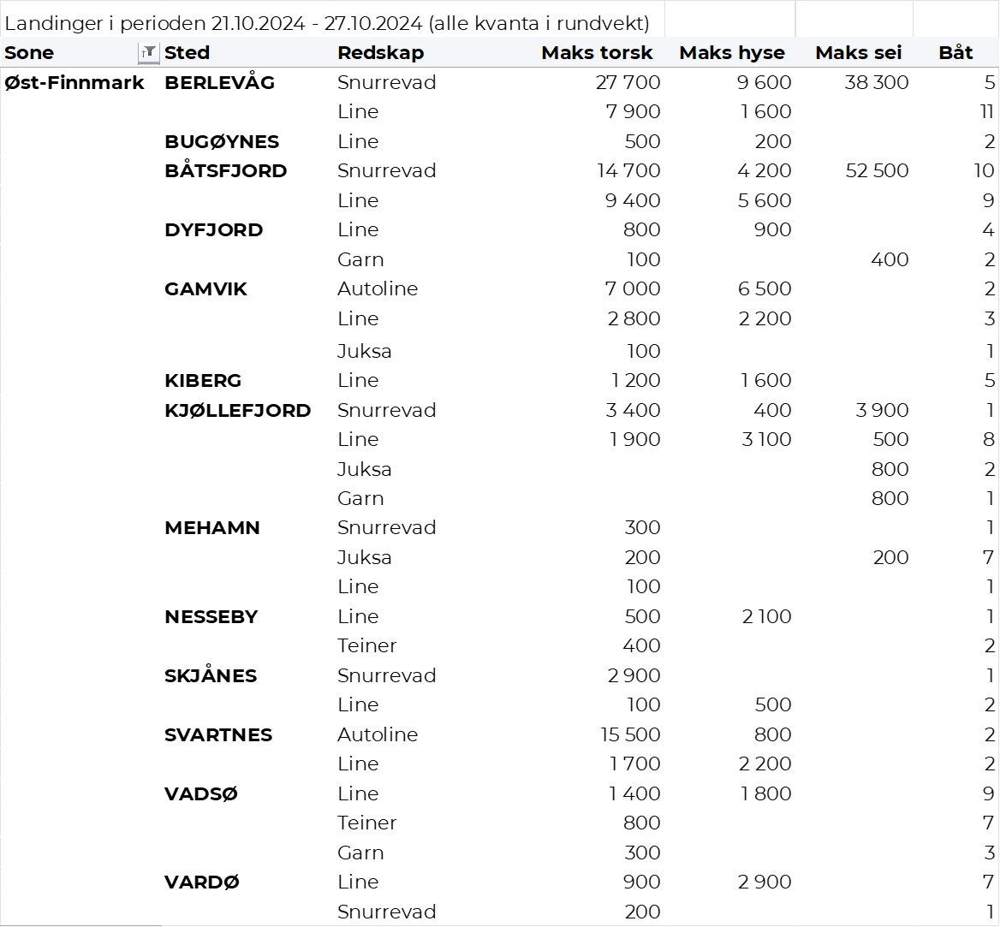 Landinger i perioden 21.10.2024 - 27.10.2024 (alle kvanta i rundvekt)
Sone Sted Redskap Maks torsk Maks hyse Maks sei Båt
Øst-Finnmark BERLEVÅG Snurrevad 27 700 9 600 38 300 5
Line 7 900 1 600 11
BUGØYNES Line 500 200 2
BÅTSFJORD Snurrevad 14 700 4 200 52 500 10
Line 9 400 5 600 9
DYFJORD Line 800 900 4
Garn 100 400 2
GAMVIK Autoline 7 000 6 500 2
Line 2 800 2 200 3
Juksa 100 1
KIBERG Line 1 200 1 600 5
KJØLLEFJORD Snurrevad 3 400 400 3 900 1
Line 1 900 3 100 500 8
Juksa 800 2
Garn 800 1
MEHAMN Snurrevad 300 1
Juksa 200 200 7
Line 100 1
NESSEBY Line 500 2 100 1
Teiner 400 2
SKJÅNES Snurrevad 2 900 1
Line 100 500 2
SVARTNES Autoline 15 500 800 2
Line 1 700 2 200 2
VADSØ Line 1 400 1 800 9
Teiner 800 7
Garn 300 3
VARDØ Line 900 2 900 7
Snurrevad 200 1